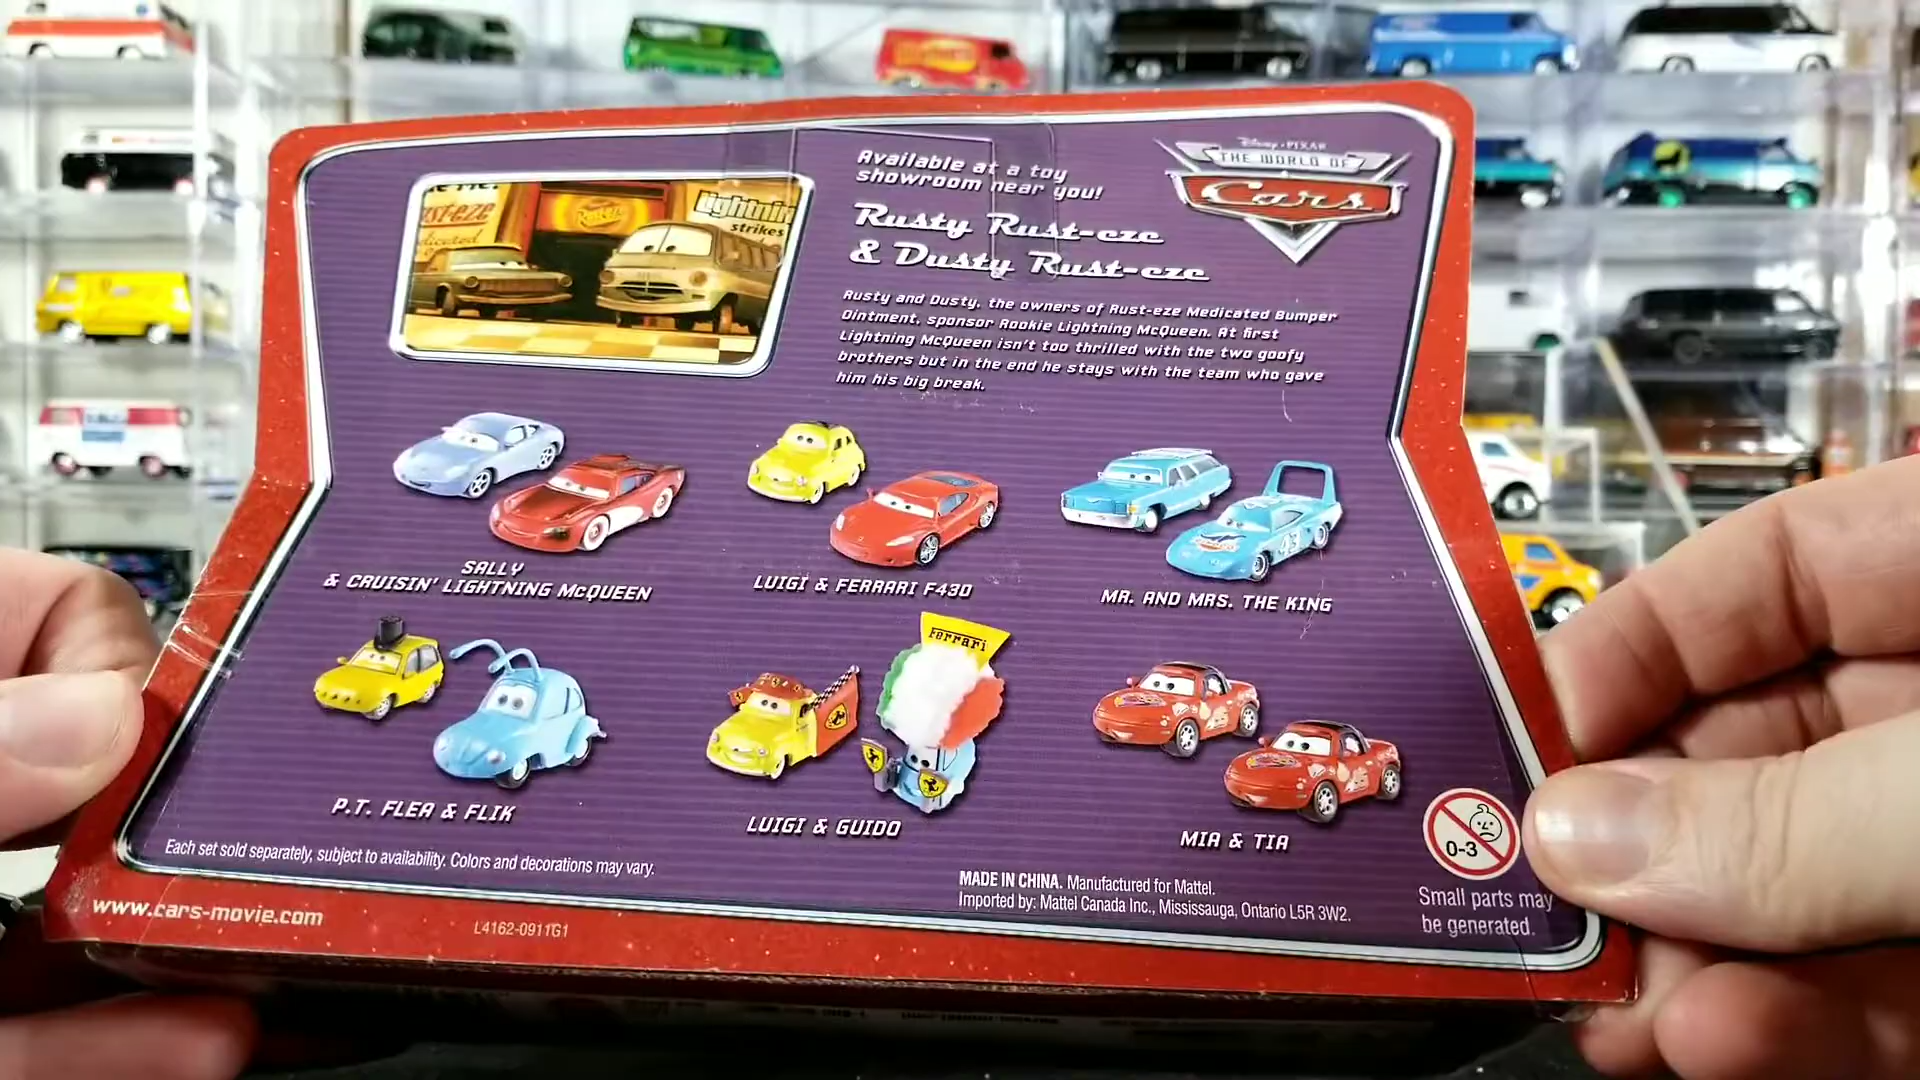 Available at a toy
showroom near you!
Rusty Rust-eze
& Dusty Rust-eze
Disney·PIXAR
THE WORLD OF
Cars
Rust-eze
lightnin
strikes
Rusty and Dusty, the owners of Rust-eze Medicated Bumper
Ointment, sponsor Rookie Lightning McQueen. At first
Lightning McQueen isn't too thrilled with the two goofy
brothers but in the end he stays with the team who gave
him his big break.
SALLY
& CRUISIN' LIGHTNING McQUEEN
LUIGI & FERRARI F430
43
MR. AND MRS. THE KING
Ferrari
P.T. FLEA & FLIK
LUIGI & GUIDO
MIA & TIA
0-3
Small parts may
be generated.
Each set sold separately, subject to availability. Colors and decorations may vary.
MADE IN CHINA. Manufactured for Mattel.
Imported by: Mattel Canada Inc., Mississauga, Ontario L5R 3W2.
www.cars-movie.com
L4162-0911G1